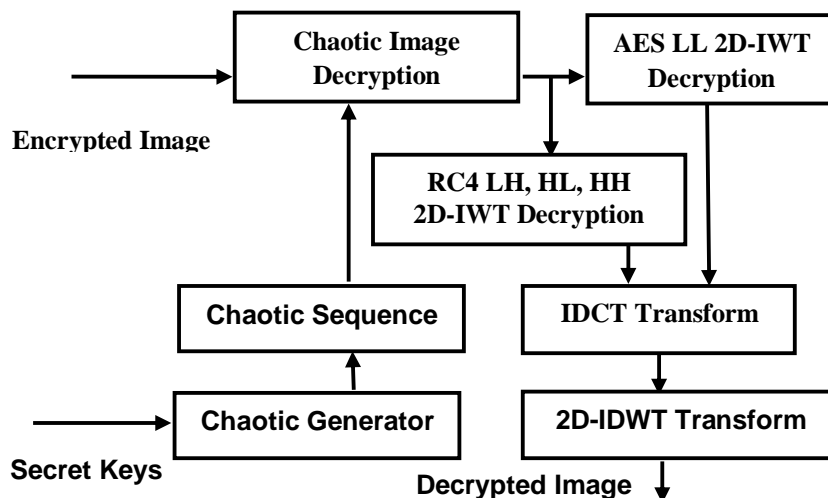 Chaotic Image
Decryption
AES LL 2D-IWT
Decryption
Encrypted Image
RC4 LH, HL, HH
2D-IWT Decryption
Chaotic Sequence
IDCT Transform
Chaotic Generator
2D-IDWT Transform
Secret Keys
Decrypted Image